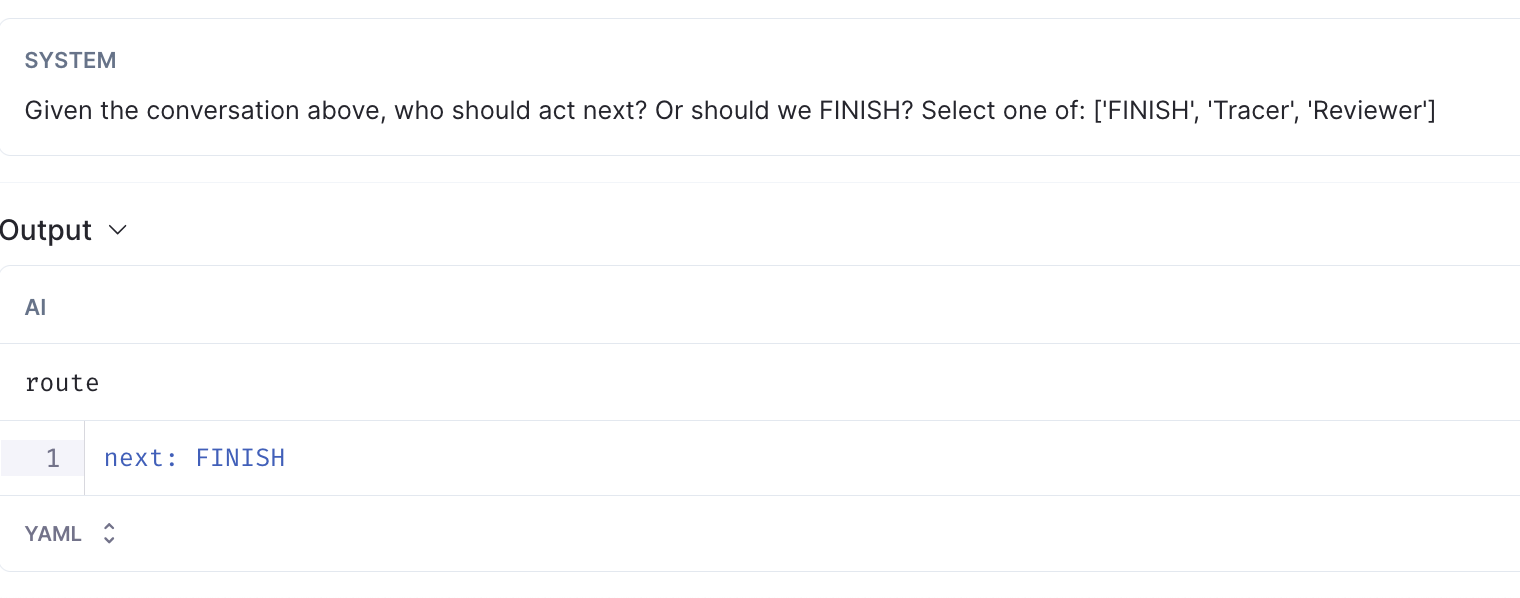 SYSTEM
Given the conversation above, who should act next? Or should we FINISH? Select one of: ['FINISH', 'Tracer', 'Reviewer']
Output
AI
route
1 next: FINISH
YAML